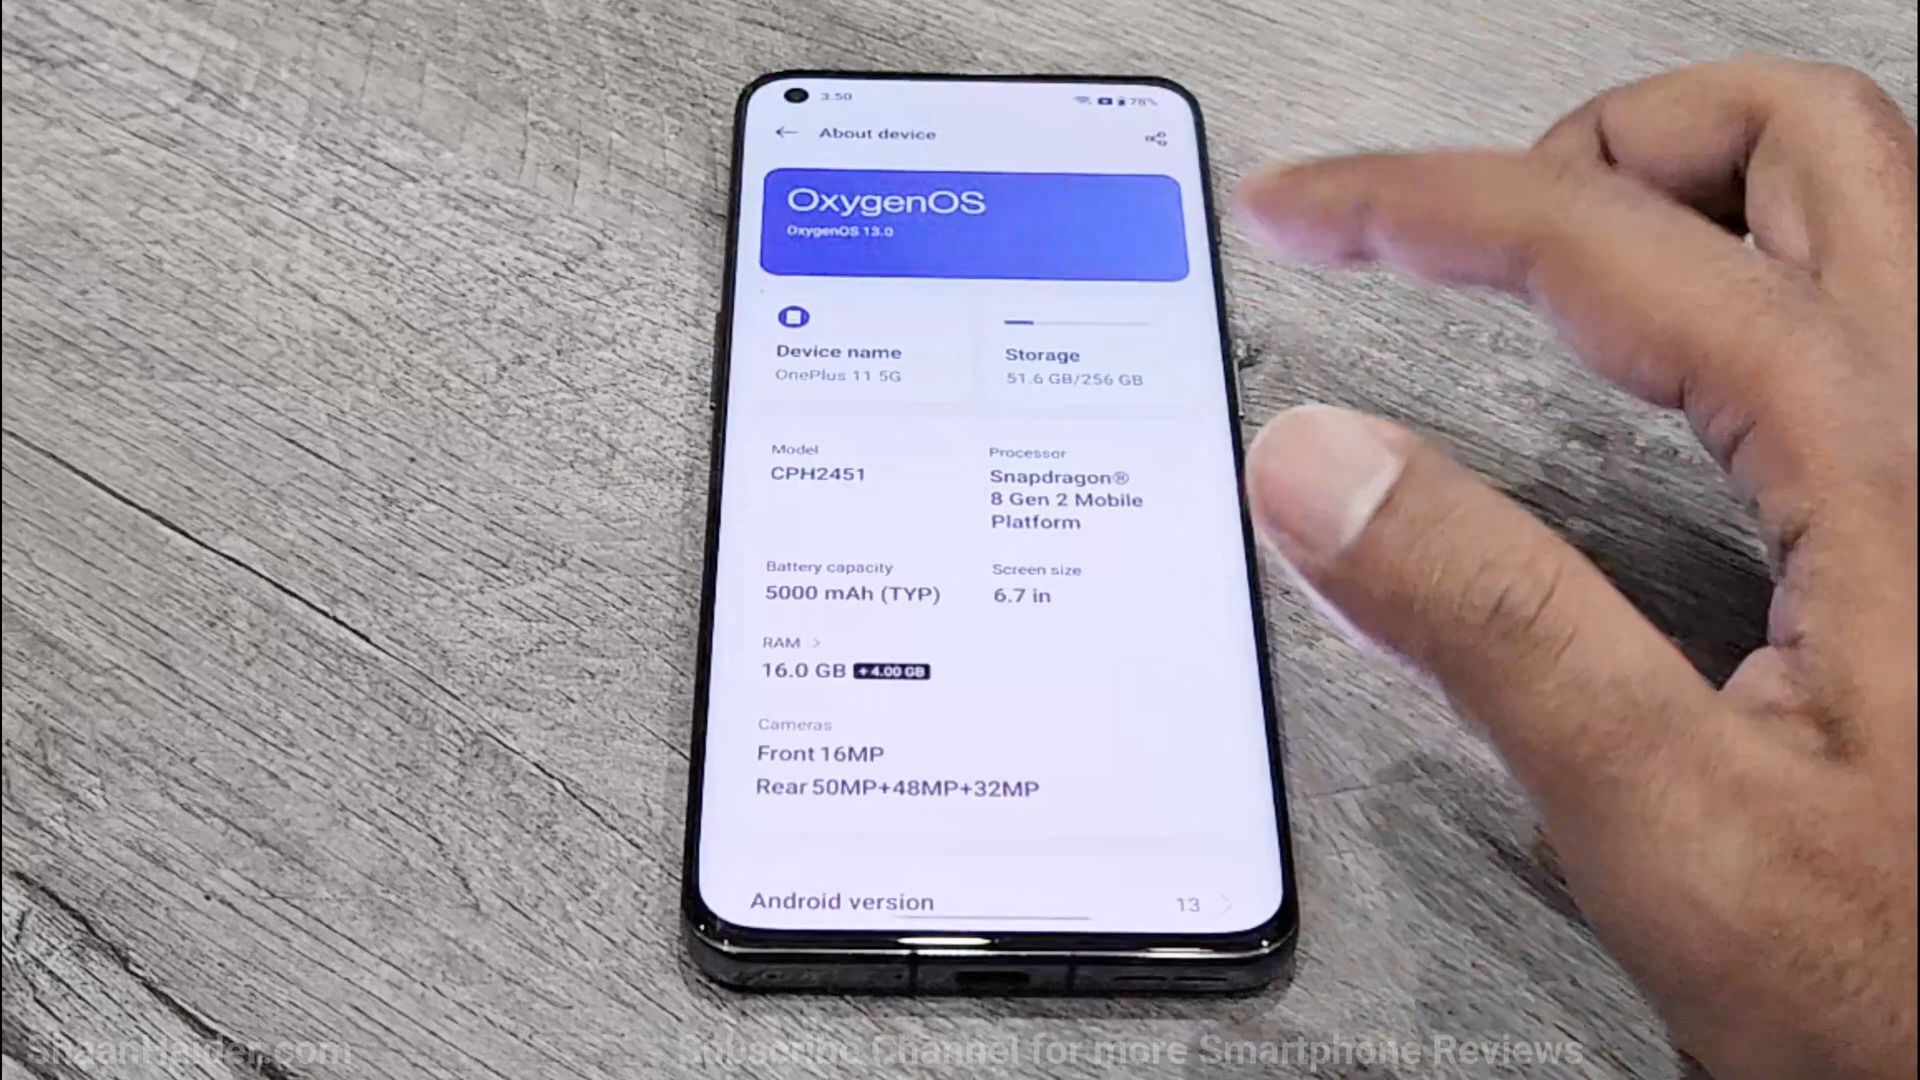 3.50
78%
About device
OxygenOS
OxygenOS 13.0
Device name
OnePlus 11 5G
Storage
51.6 GB/256 GB
Model
CPH2451
Processor
Snapdragon®
8 Gen 2 Mobile
Platform
Battery capacity
5000 mAh (TYP)
Screen size
6.7 in
RAM >
16.0 GB +4.00 GB
Cameras
Front 16MP
Rear 50MP+48MP+32MP
Android version 13 >
ShaanHaider.com
Subscribe Channel for more Smartphone Reviews